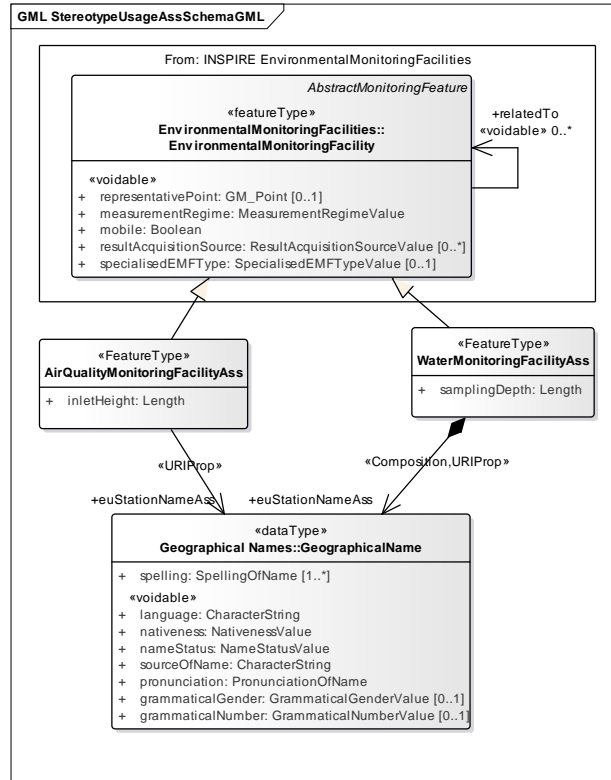 GML StereotypeUsageAssSchemaGML
From: INSPIRE EnvironmentalMonitoringFacilities
AbstractMonitoringFeature
«featureType»
EnvironmentalMonitoringFacilities::
EnvironmentalMonitoringFacility
+relatedTo
«voidable» 0..*
«voidable»
+ representativePoint: GM_Point [0..1]
+ measurementRegime: MeasurementRegimeValue
+ mobile: Boolean
+ resultAcquisitionSource: ResultAcquisitionSourceValue [0..*]
+ specialisedEMFType: SpecialisedEMFTypeValue [0..1]
«FeatureType»
AirQualityMonitoringFacilityAss
+ inletHeight: Length
«FeatureType»
WaterMonitoringFacilityAss
+ samplingDepth: Length
«URIProp»
«Composition,URIProp»
+euStationNameAss
+euStationNameAss
«dataType»
Geographical Names::GeographicalName
+ spelling: SpellingOfName [1..*]
«voidable»
+ language: CharacterString
+ nativeness: NativenessValue
+ nameStatus: NameStatusValue
+ sourceOfName: CharacterString
+ pronunciation: PronunciationOfName
+ grammaticalGender: GrammaticalGenderValue [0..1]
+ grammaticalNumber: GrammaticalNumberValue [0..1]